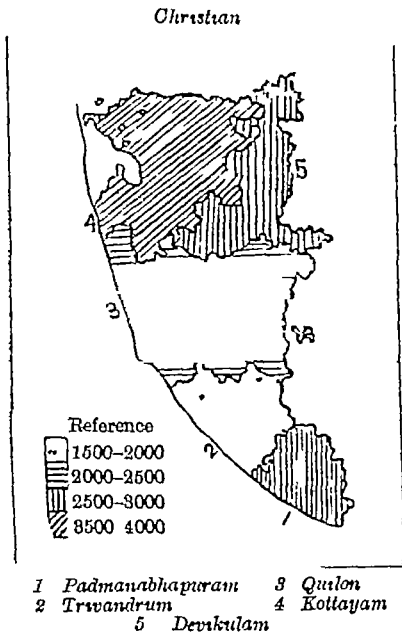 Christian
5
4
3
2
1
Reference
1500–2000
2000–2500
2500–3000
3500 4000
1 Padmanabhapuram 3 Quilon
2 Trivandrum 4 Kottayam
5 Devikulam